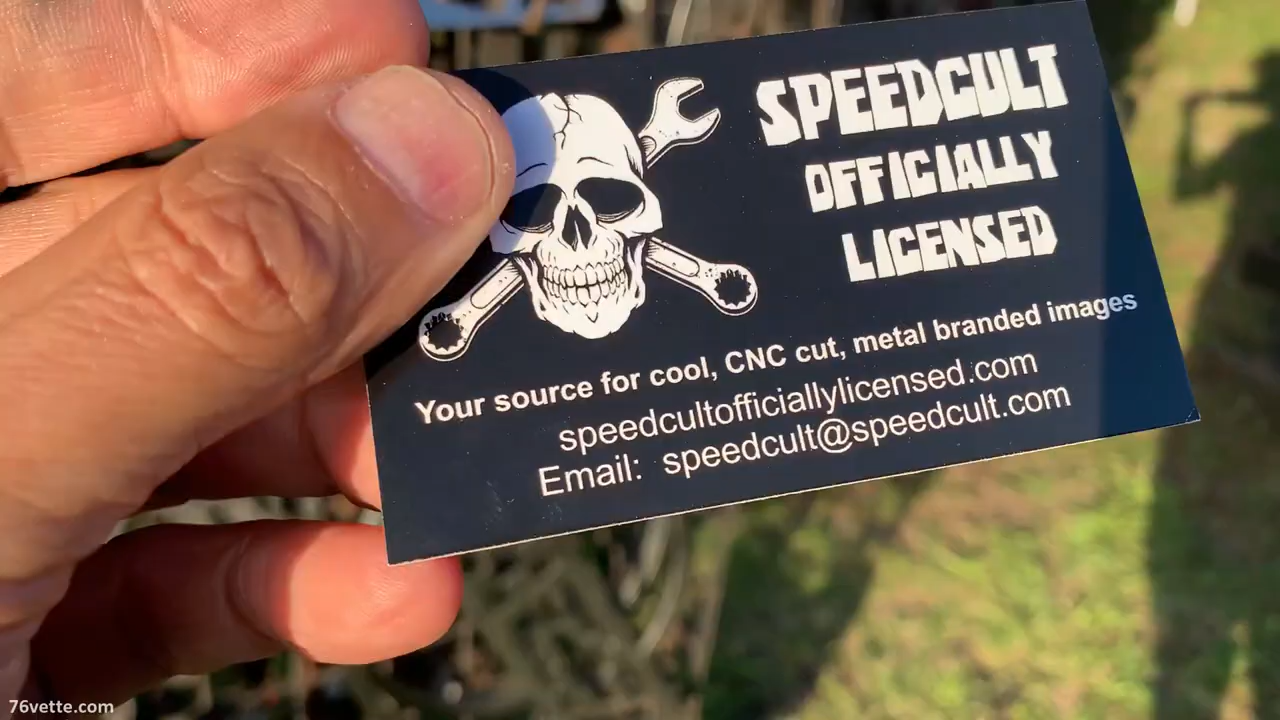 SPEEDCULT
OFFICIALLY
LICENSED
Your source for cool, CNC cut, metal branded images
speedcultofficiallylicensed.com
Email: speedcult@speedcult.com
76vette.com